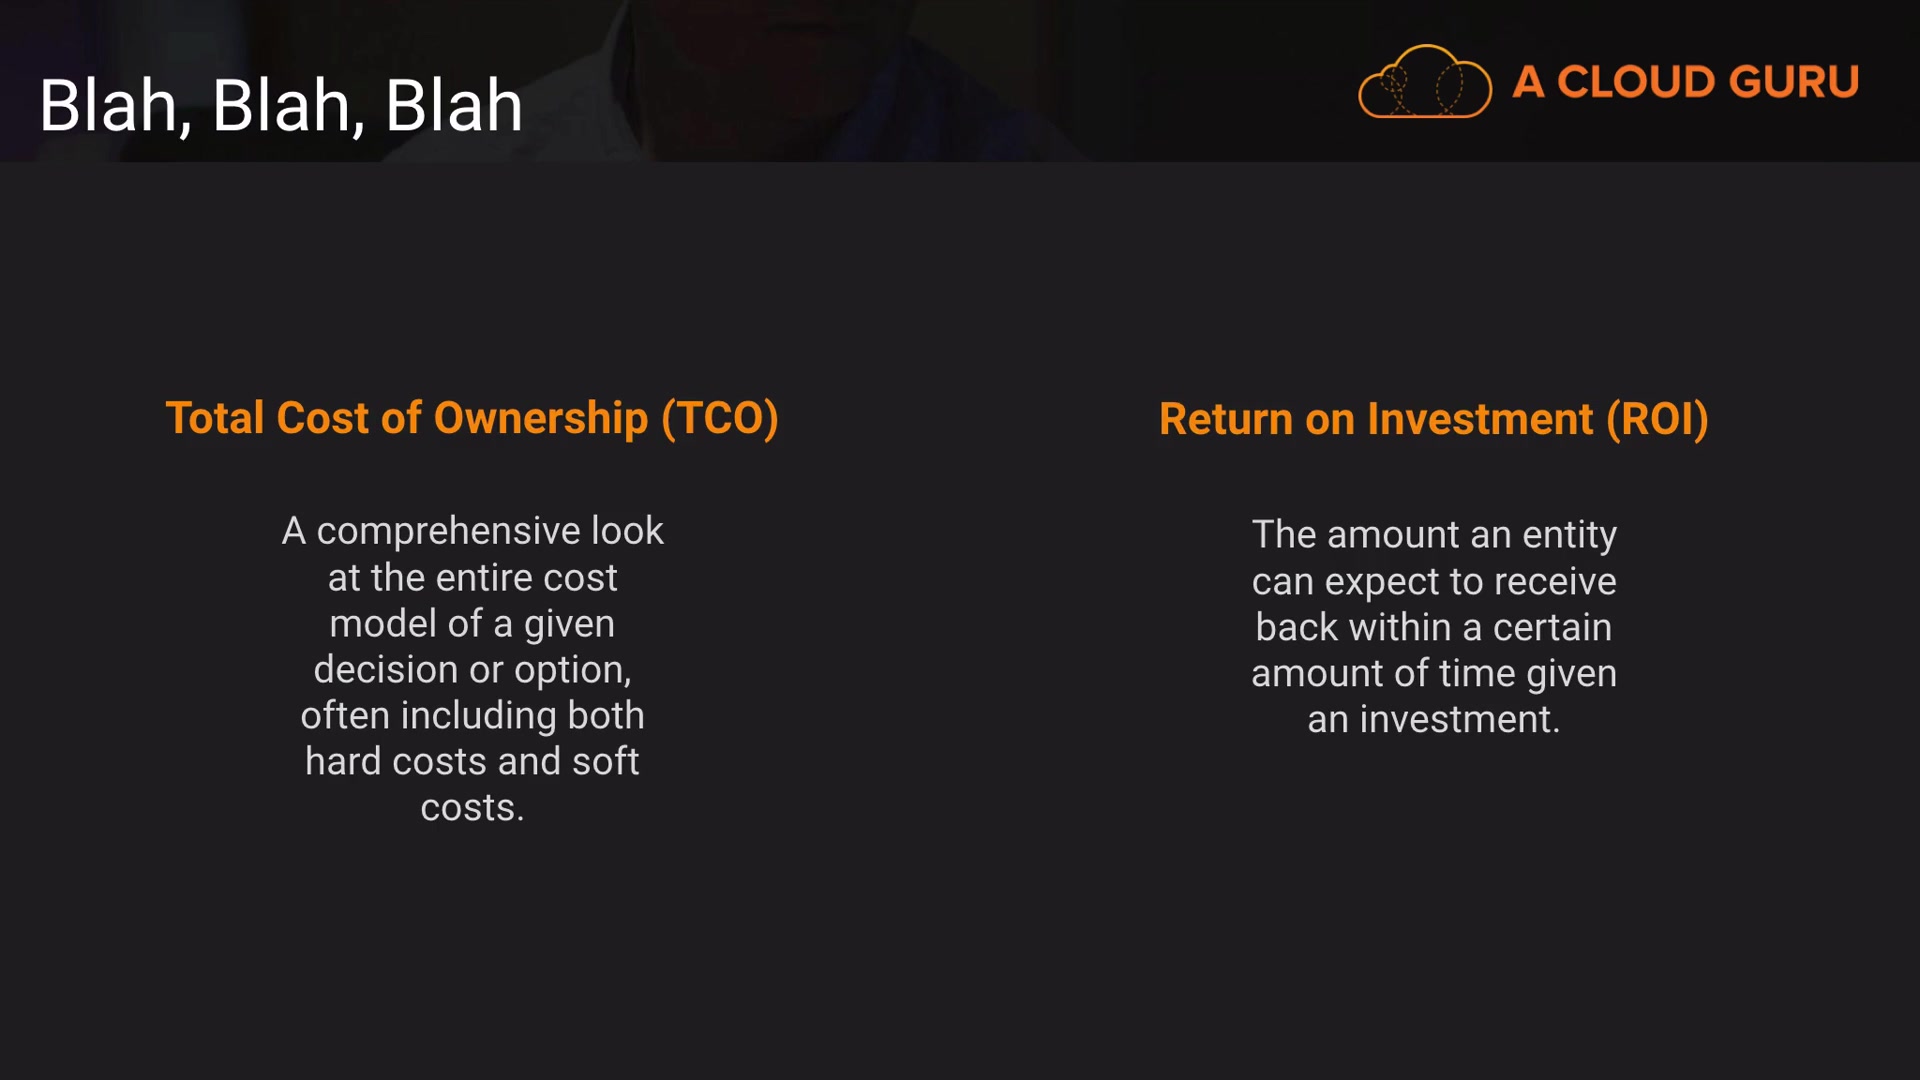 Blah, Blah, Blah
A CLOUD GURU
Total Cost of Ownership (TCO)
A comprehensive look
at the entire cost
model of a given
decision or option,
often including both
hard costs and soft
costs.
Return on Investment (ROI)
The amount an entity
can expect to receive
back within a certain
amount of time given
an investment.